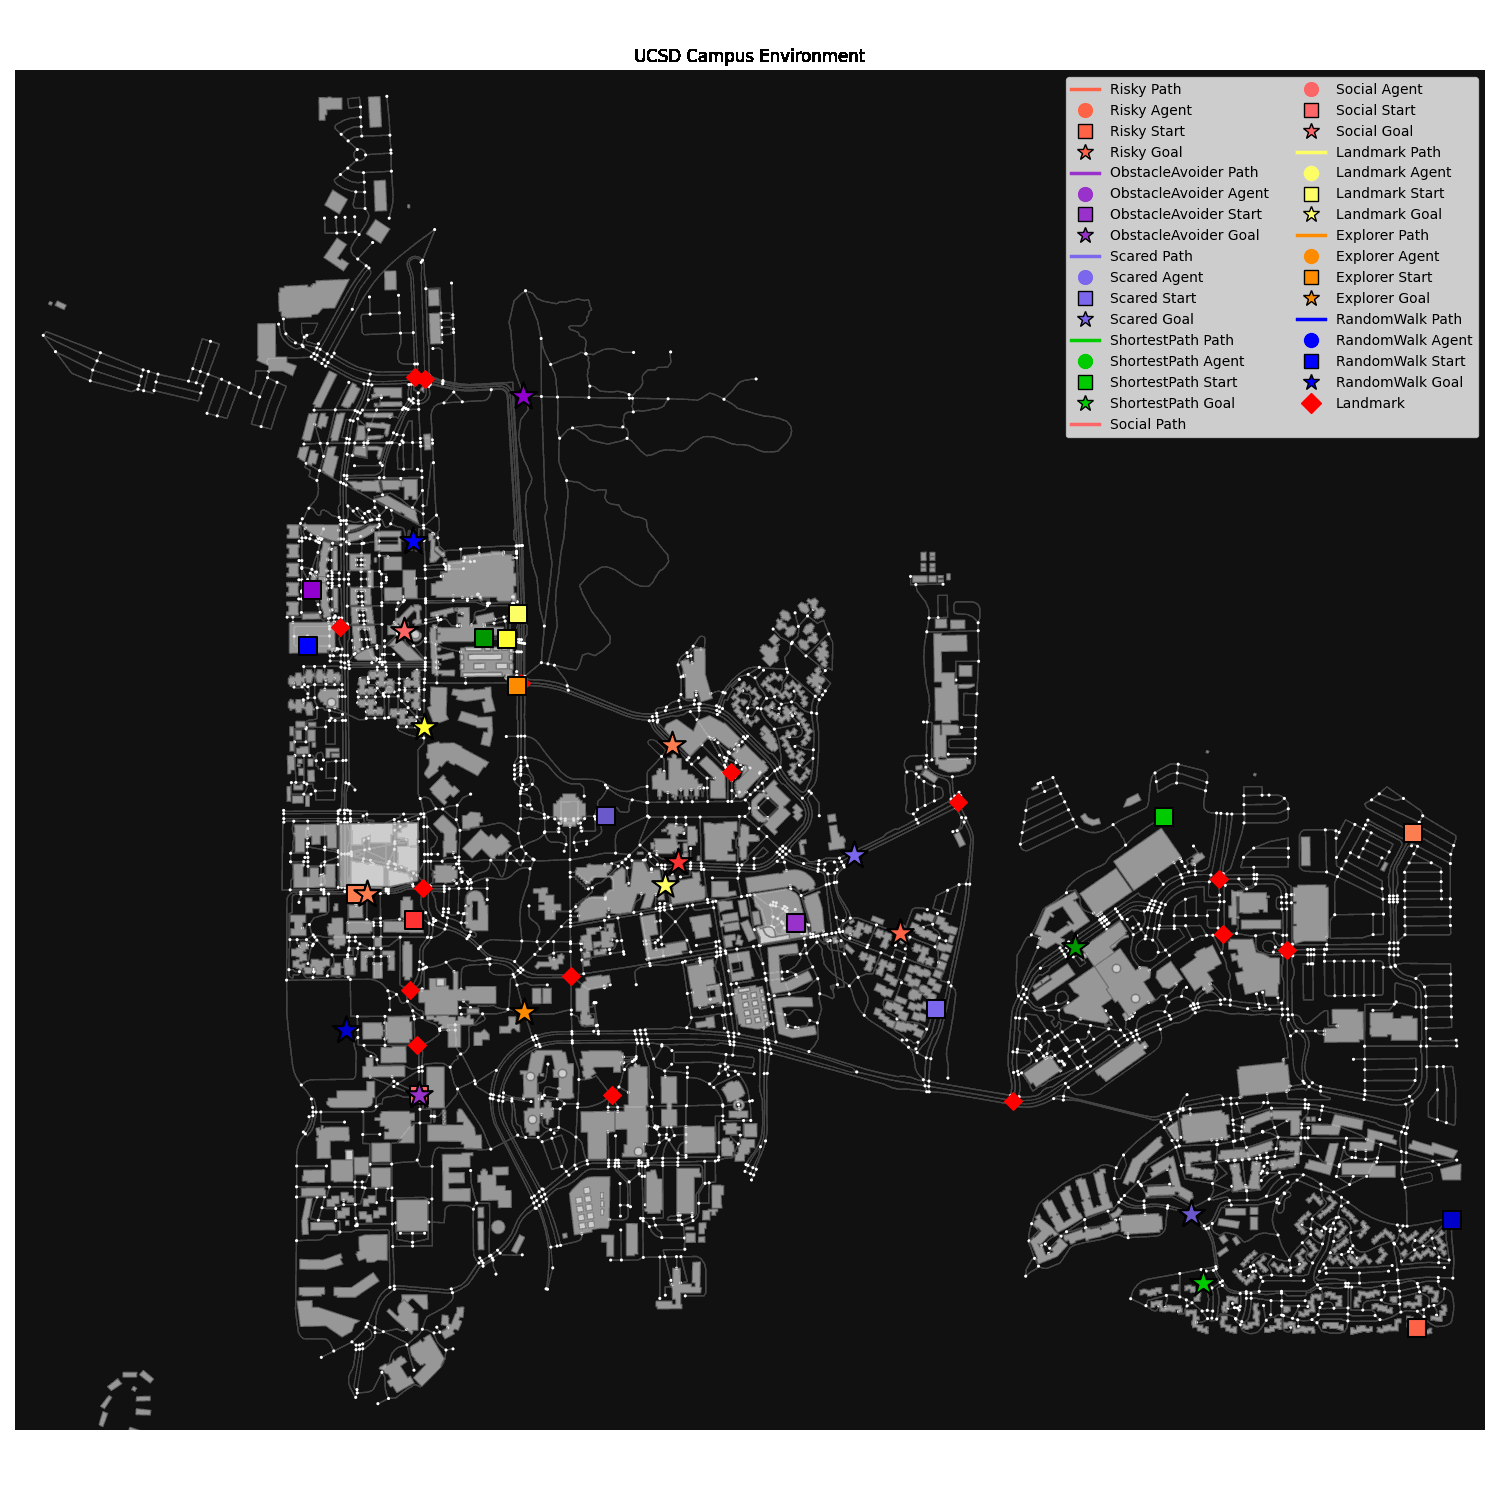 UCSD Campus Environment
Risky Path
Risky Agent
Risky Start
Risky Goal
ObstacleAvoider Path
ObstacleAvoider Agent
ObstacleAvoider Start
ObstacleAvoider Goal
Scared Path
Scared Agent
Scared Start
Scared Goal
ShortestPath Path
ShortestPath Agent
ShortestPath Start
ShortestPath Goal
Social Path
Social Agent
Social Start
Social Goal
Landmark Path
Landmark Agent
Landmark Start
Landmark Goal
Explorer Path
Explorer Agent
Explorer Start
Explorer Goal
RandomWalk Path
RandomWalk Agent
RandomWalk Start
RandomWalk Goal
Landmark